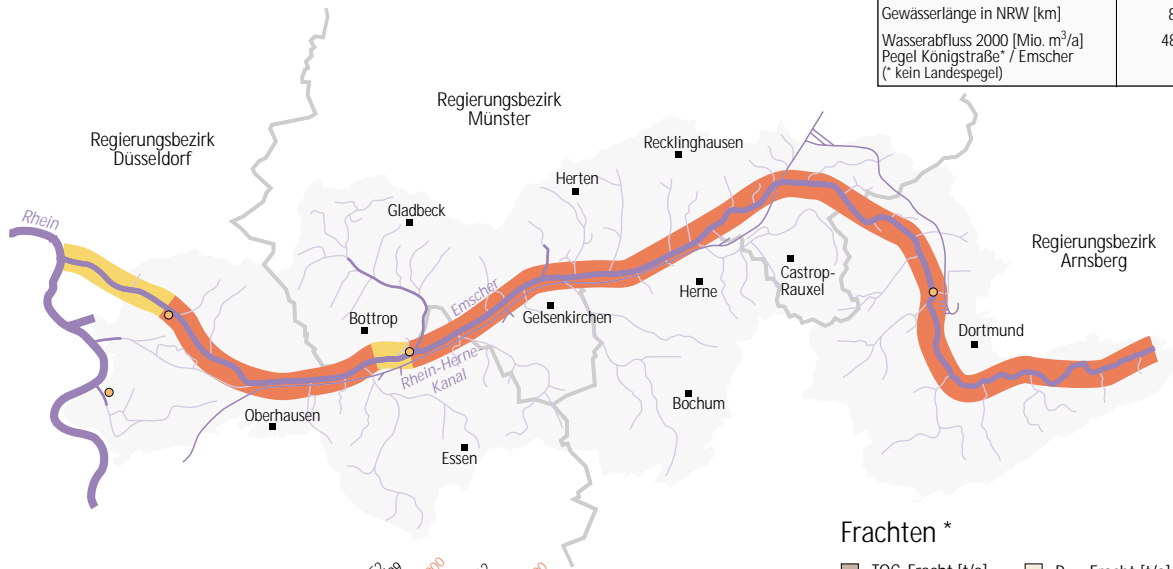 Gewässerlänge in NRW [km] 8
Wasserabfluss 2000 [Mio. m³/a] 48
Pegel Königstraße* / Emscher
(* kein Landespegel)
Regierungsbezirk
Münster
Regierungsbezirk
Düsseldorf
Recklinghausen
Herten
Gladbeck
Rhein
Regierungsbezirk
Arnsberg
Castrop-
Rauxel
Herne
Emscher
Gelsenkirchen
Bottrop
Dortmund
Rhein-Herne-
Kanal
Bochum
Oberhausen
Essen
Frachten *
TOC-Fracht [t/a]